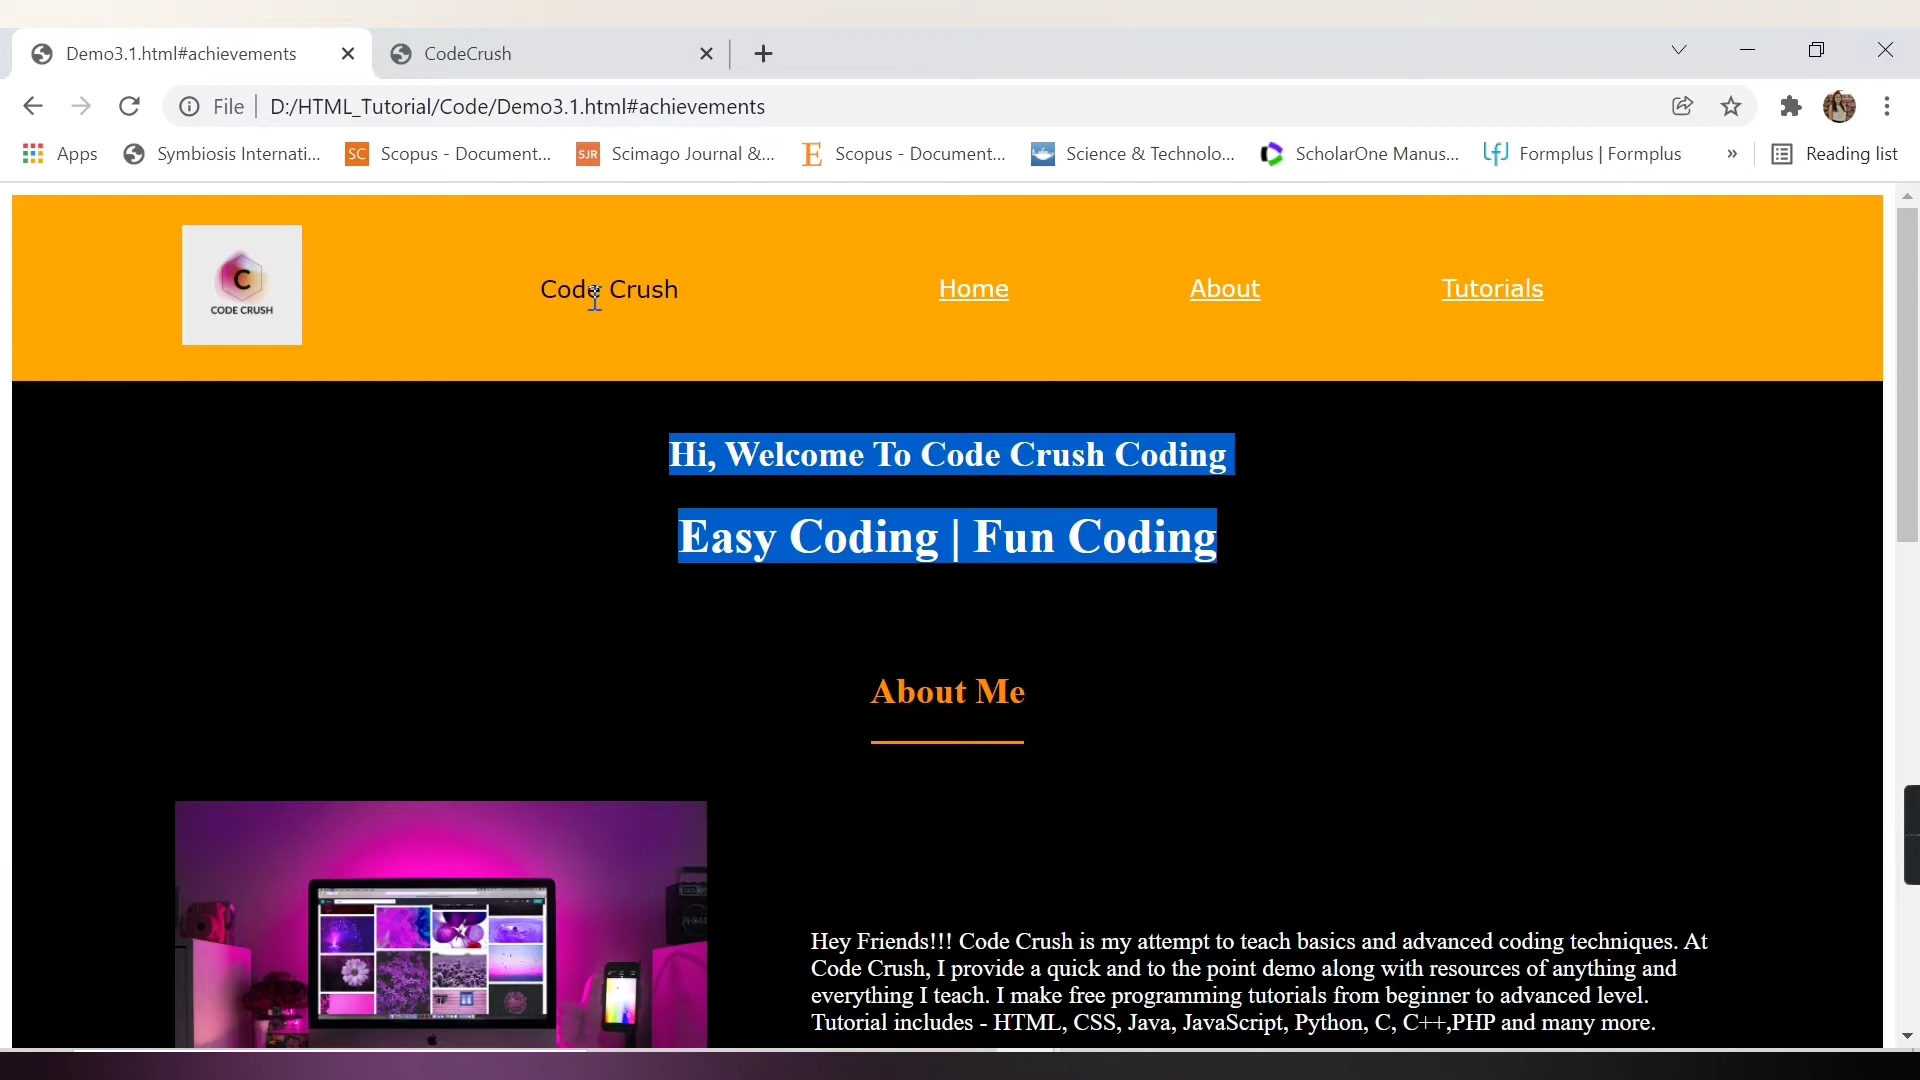 Demo3.1.html#achievements
CodeCrush
File
D:/HTML_Tutorial/Code/Demo3.1.html#achievements
Apps
Symbiosis Internati...
SC
Scopus - Document...
SJR
Scimago Journal &...
E
Scopus - Document...
Science & Technolo...
ScholarOne Manus...
Formplus | Formplus
»
Reading list
C
CODE CRUSH
Code Crush
Home
About
Tutorials
Hi, Welcome To Code Crush Coding
Easy Coding | Fun Coding
About Me
Hey Friends!!! Code Crush is my attempt to teach basics and advanced coding techniques. At
Code Crush, I provide a quick and to the point demo along with resources of anything and
everything I teach. I make free programming tutorials from beginner to advanced level.
Tutorial includes - HTML, CSS, Java, JavaScript, Python, C, C++,PHP and many more.